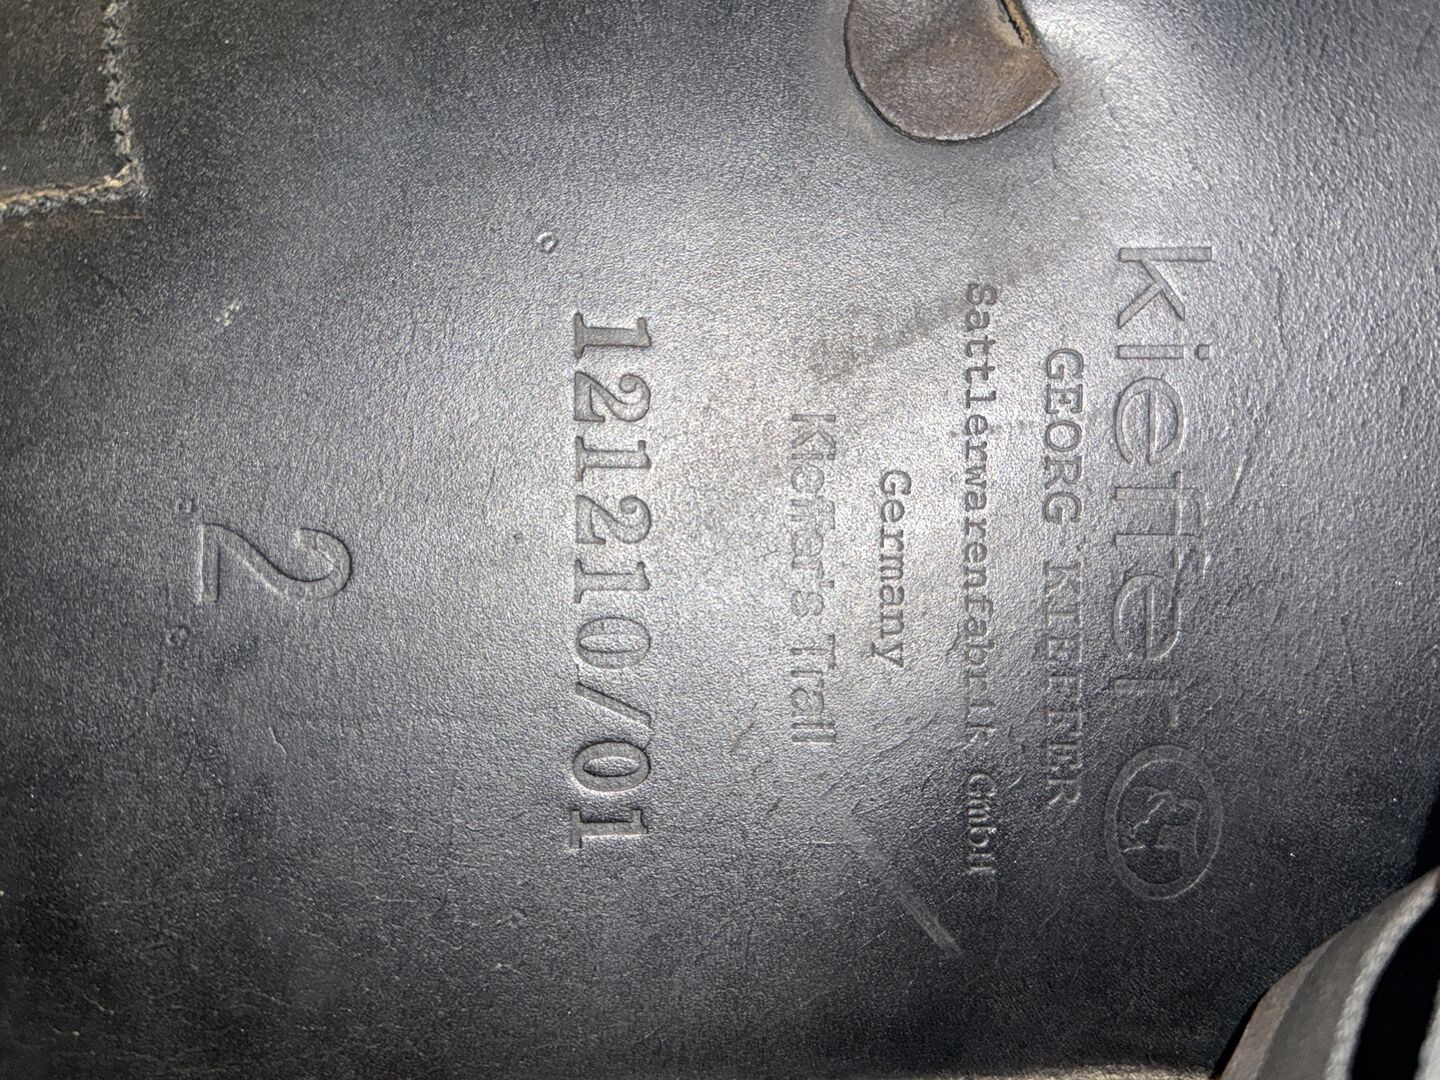 kieffer
GEORG KIEFFER
Sattlerwarenfabrik GmbH
Germany
Kieffer's Trail
121210/01
2